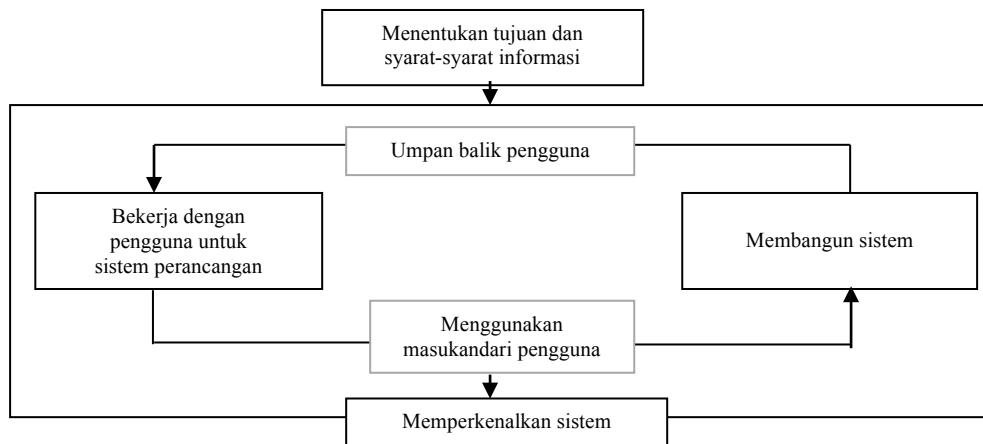 Menentukan tujuan dan
syarat-syarat informasi
Umpan balik pengguna
Bekerja dengan
pengguna untuk
sistem perancangan
Membangun sistem
Menggunakan
masukandari pengguna
Memperkenalkan sistem